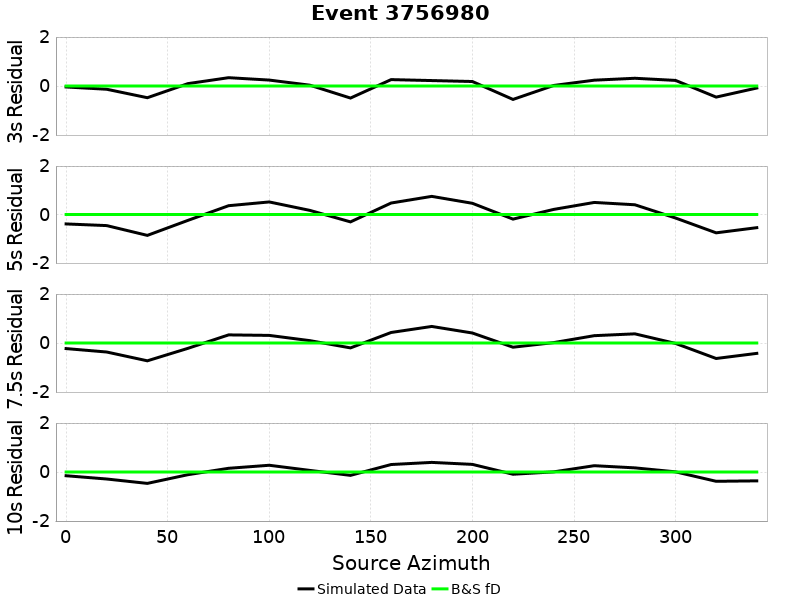 Event 3756980
3s Residual
2
0
-2
5s Residual
2
0
-2
7.5s Residual
2
0
-2
10s Residual
2
0
-2
0 50 100 150 200 250 300
Source Azimuth
Simulated Data B&S fD